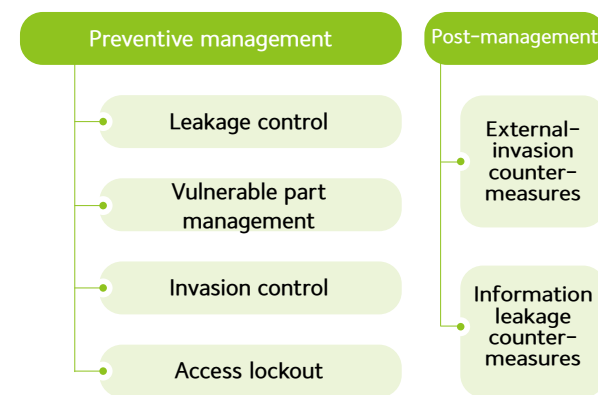 Preventive management
Leakage control
Vulnerable part
management
Invasion control
Access lockout
Post-management
External-
invasion
counter-
measures
Information
leakage
counter-
measures